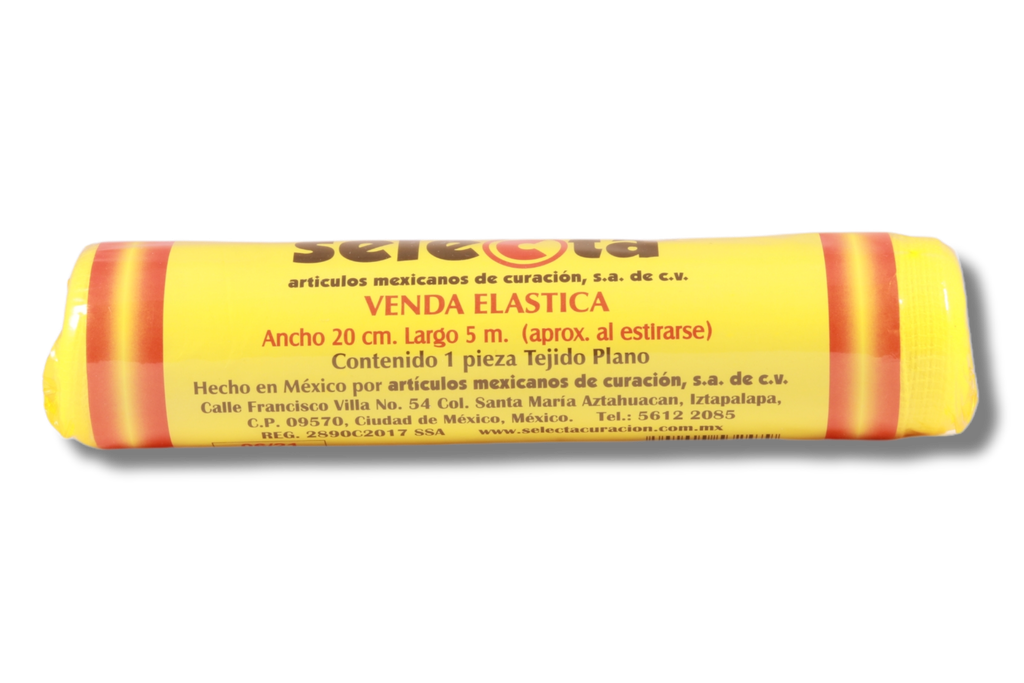 selecta
articulos mexicanos de curación, s.a. de c.v.
VENDA ELASTICA
Ancho 20 cm. Largo 5 m. (aprox. al estirarse)
Contenido 1 pieza Tejido Plano
Hecho en México por artículos mexicanos de curación, s.a. de c.v.
Calle Francisco Villa No. 54 Col. Santa María Aztahuacan, Iztapalapa,
C.P. 09570, Ciudad de México, México. Tel.: 5612 2085
REG. 2890C2017 SSA www.selectacuracion.com.mx